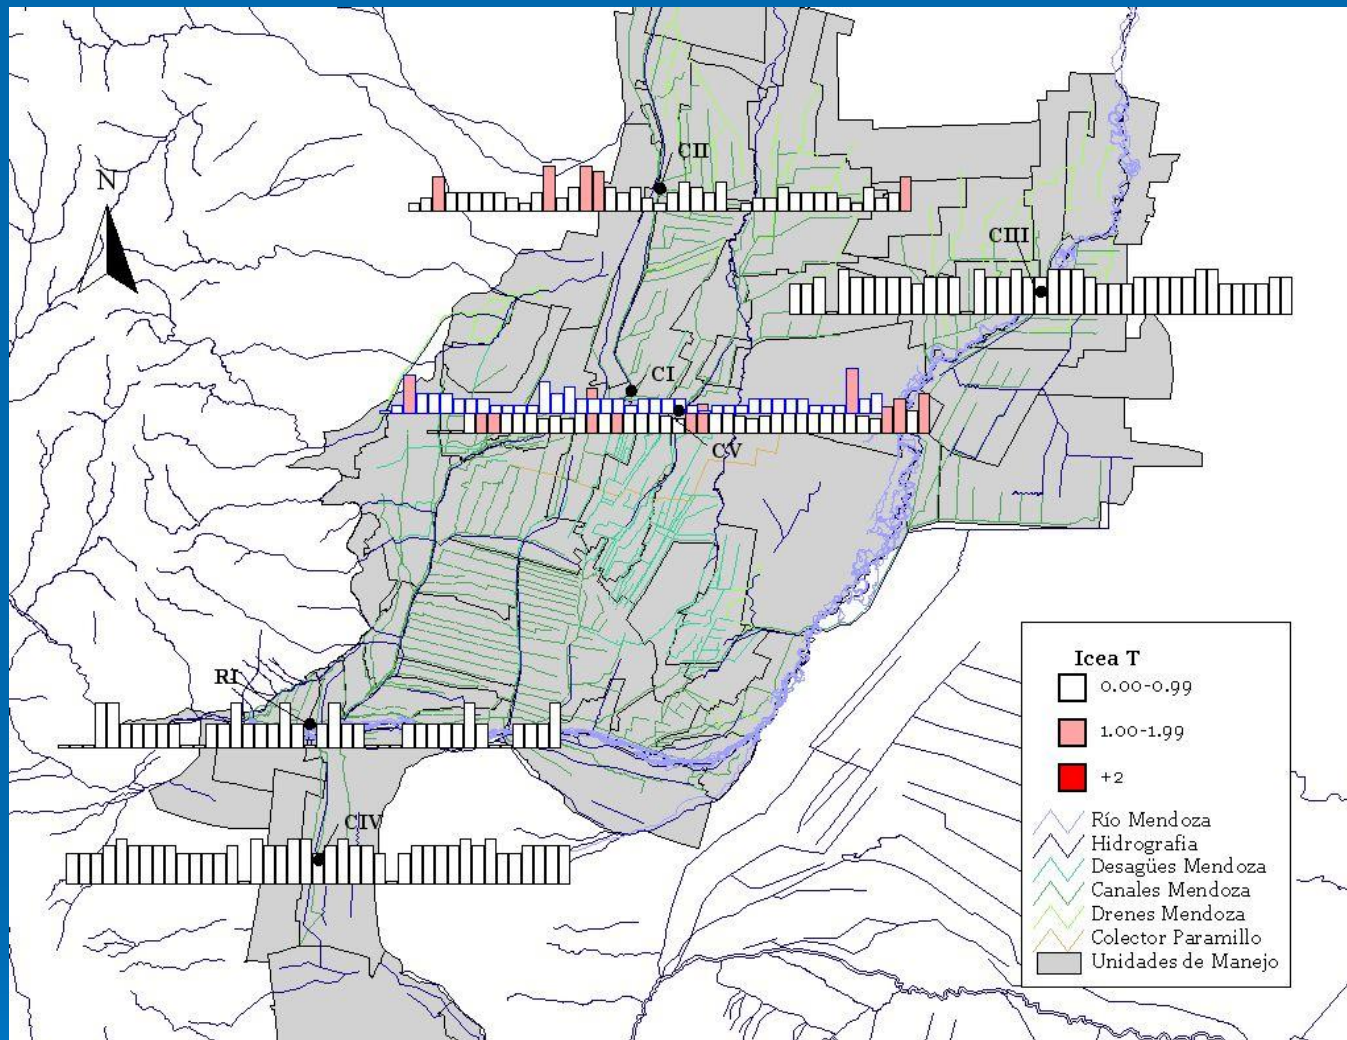 N
CII
CIII
CI
CV
RI
CIV
Icea T
0.00-0.99
1.00-1.99
+2
Río Mendoza
Hidrografia
Desagües Mendoza
Canales Mendoza
Drenes Mendoza
Colector Paramillo
Unidades de Manejo